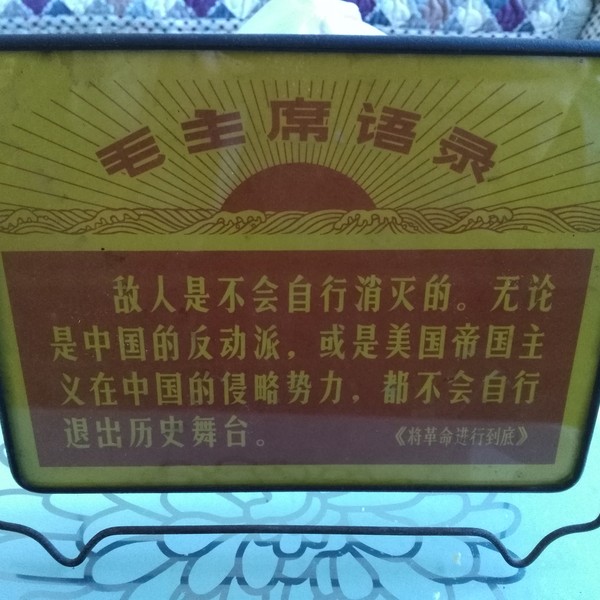 毛主席语录
敌人是不会自行消灭的。无论
是中国的反动派，或是美国帝国主
义在中国的侵略势力，都不会自行
退出历史舞台。
《将革命进行到底》